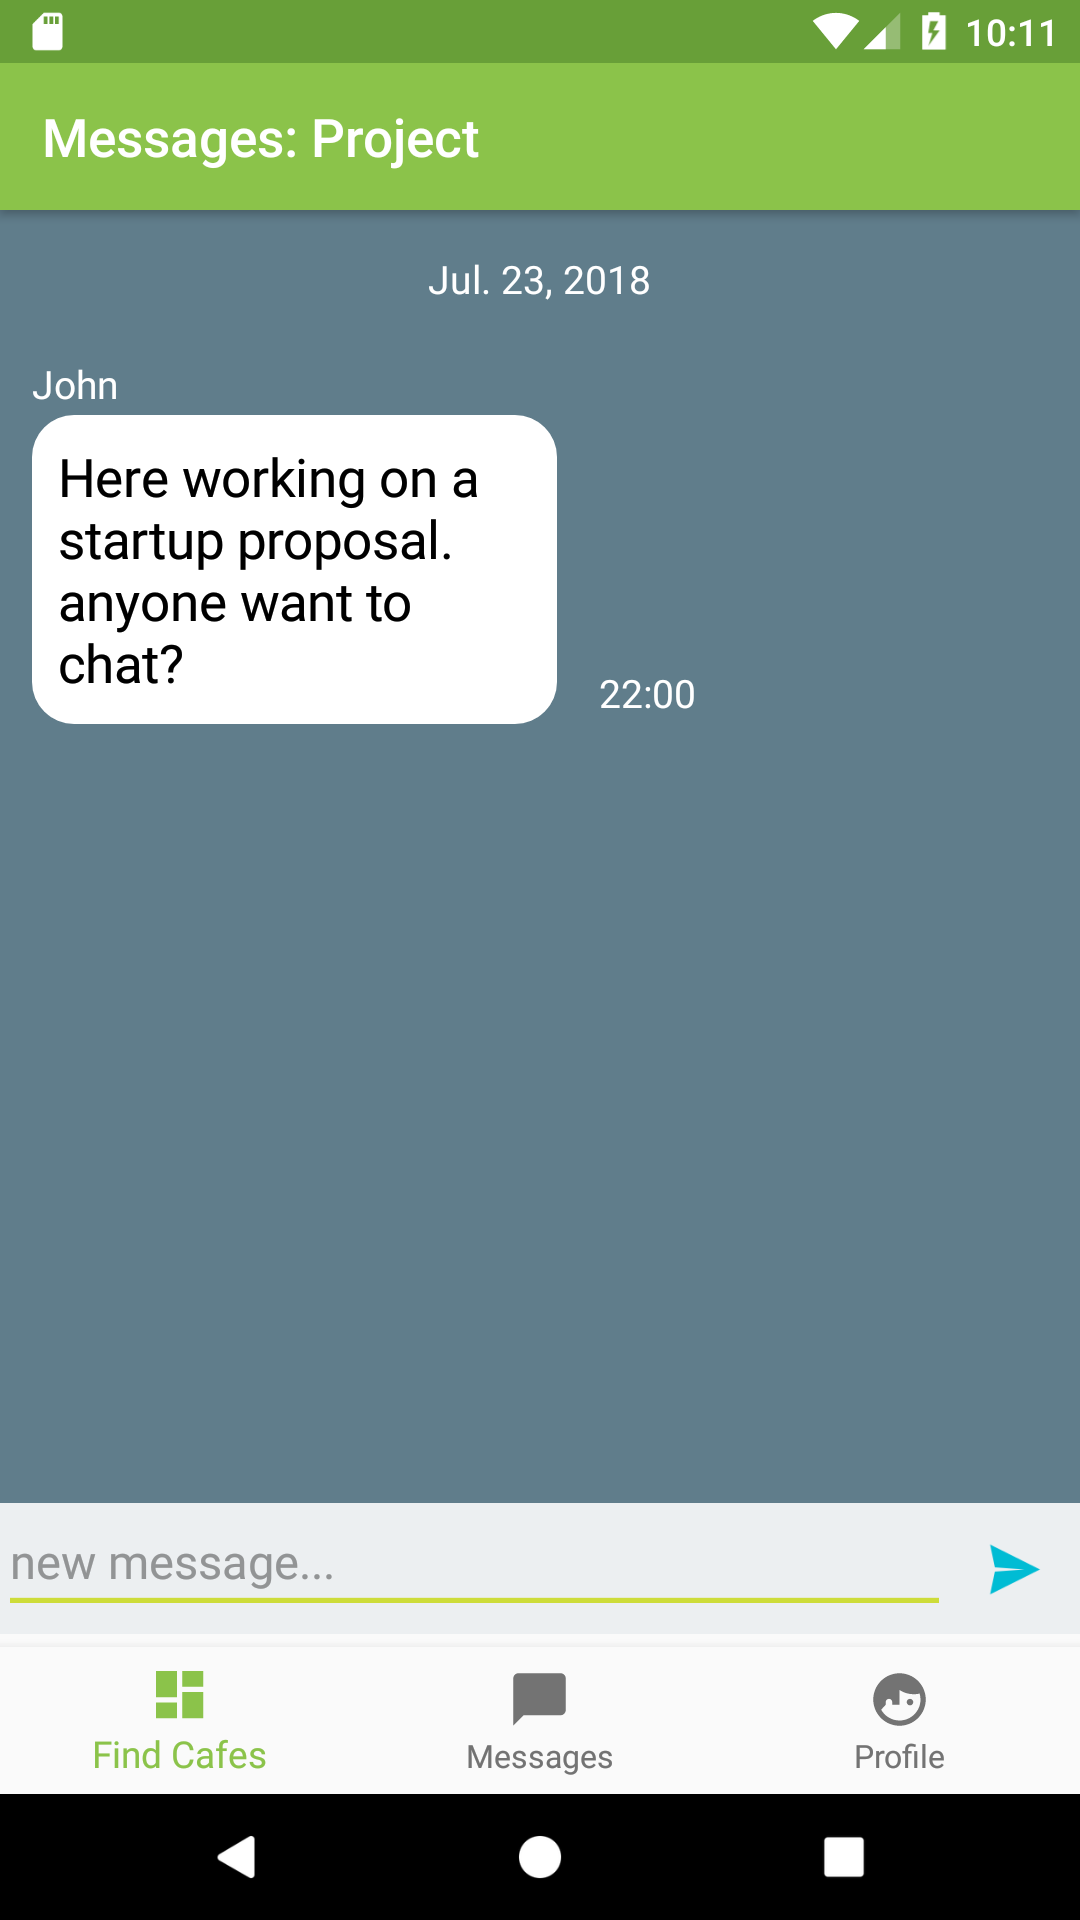 10:11
Messages: Project
Jul. 23, 2018
John
Here working on a
startup proposal.
anyone want to
chat?
22:00
new message...
Find Cafes
Messages
Profile